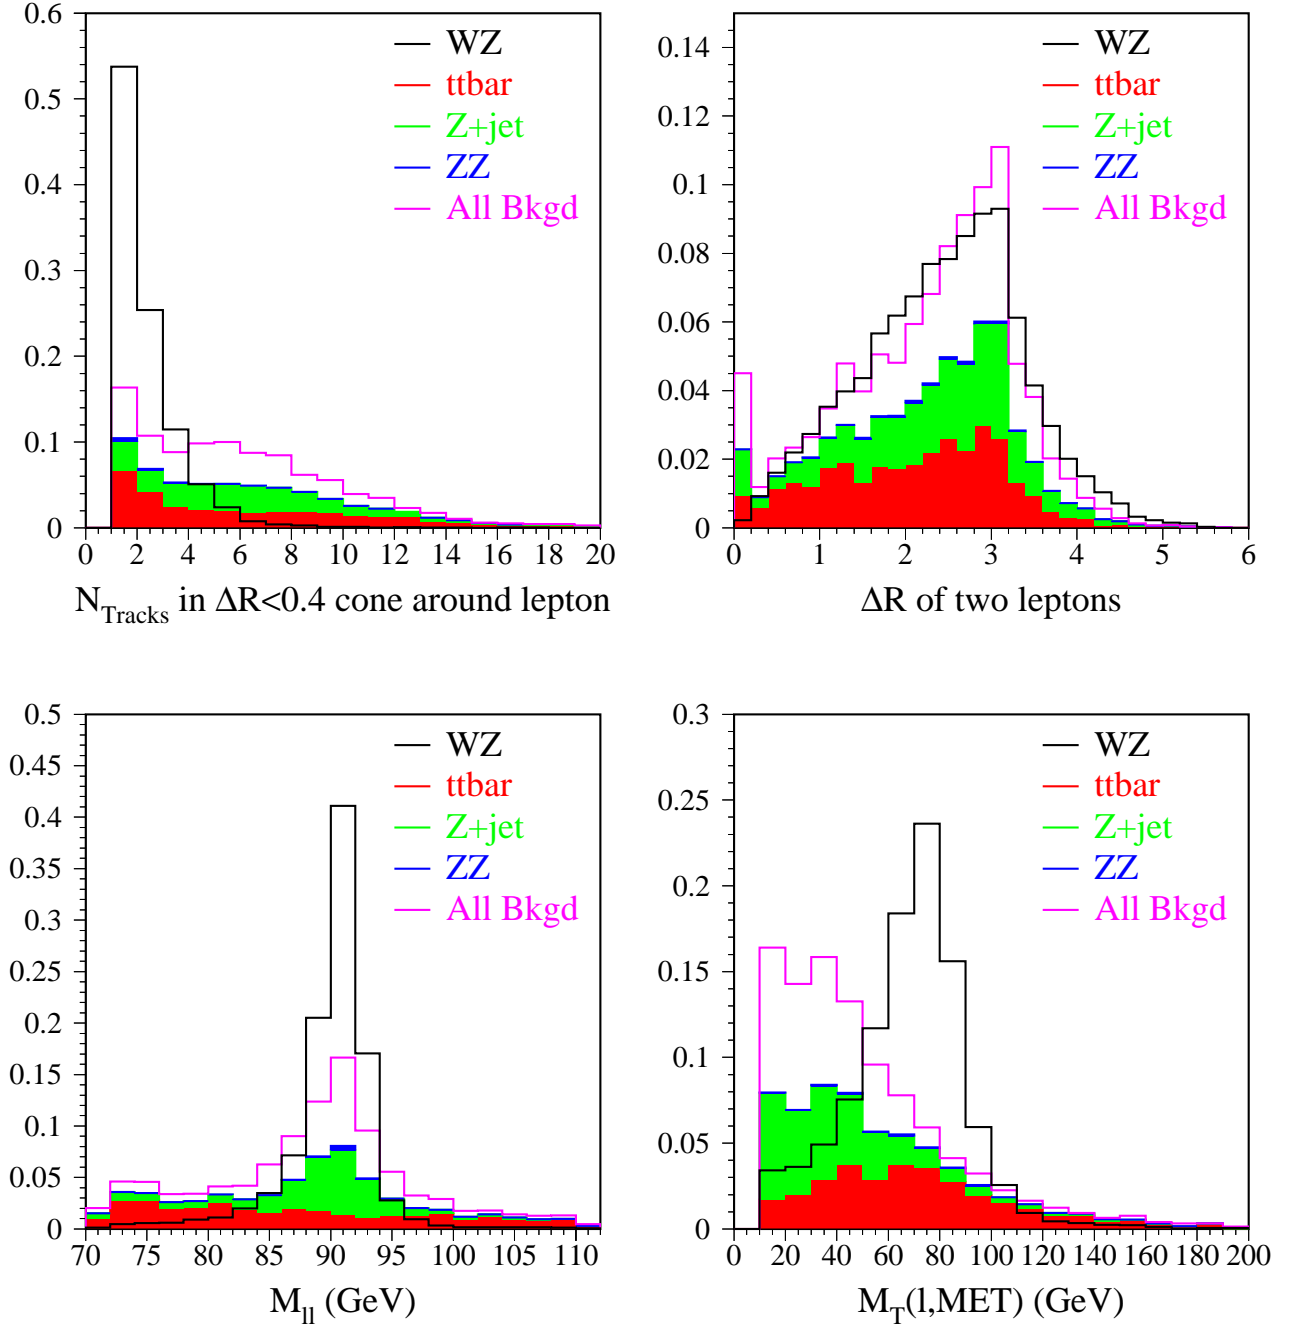 0.6
0.5
0.4
0.3
0.2
0.1
0
0 2 4 6 8 10 12 14 16 18 20
WZ
ttbar
Z+jet
ZZ
All Bkgd
N_Tracks in ΔR<0.4 cone around lepton
0.14
0.12
0.1
0.08
0.06
0.04
0.02
0
0 1 2 3 4 5 6
WZ
ttbar
Z+jet
ZZ
All Bkgd
ΔR of two leptons
0.5
0.45
0.4
0.35
0.3
0.25
0.2
0.15
0.1
0.05
0
70 75 80 85 90 95 100 105 110
WZ
ttbar
Z+jet
ZZ
All Bkgd
M_ll (GeV)
0.3
0.25
0.2
0.15
0.1
0.05
0
0 20 40 60 80 100 120 140 160 180 200
WZ
ttbar
Z+jet
ZZ
All Bkgd
M_T(l,MET) (GeV)